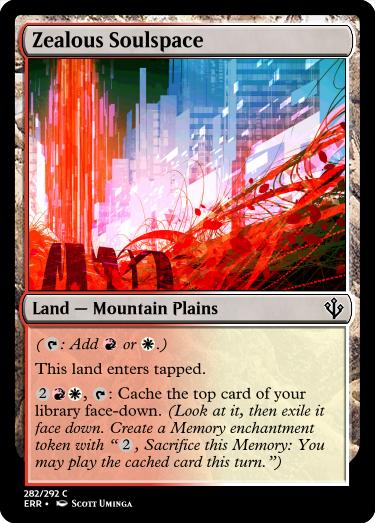 Zealous Soulspace
Land — Mountain Plains
( : Add or .)
This land enters tapped.
2 , : Cache the top card of your
library face-down. (Look at it, then exile it
face down. Create a Memory enchantment
token with “ 2 , Sacrifice this Memory: You
may play the cached card this turn.”)
282/292 C
ERR • Scott Uminga